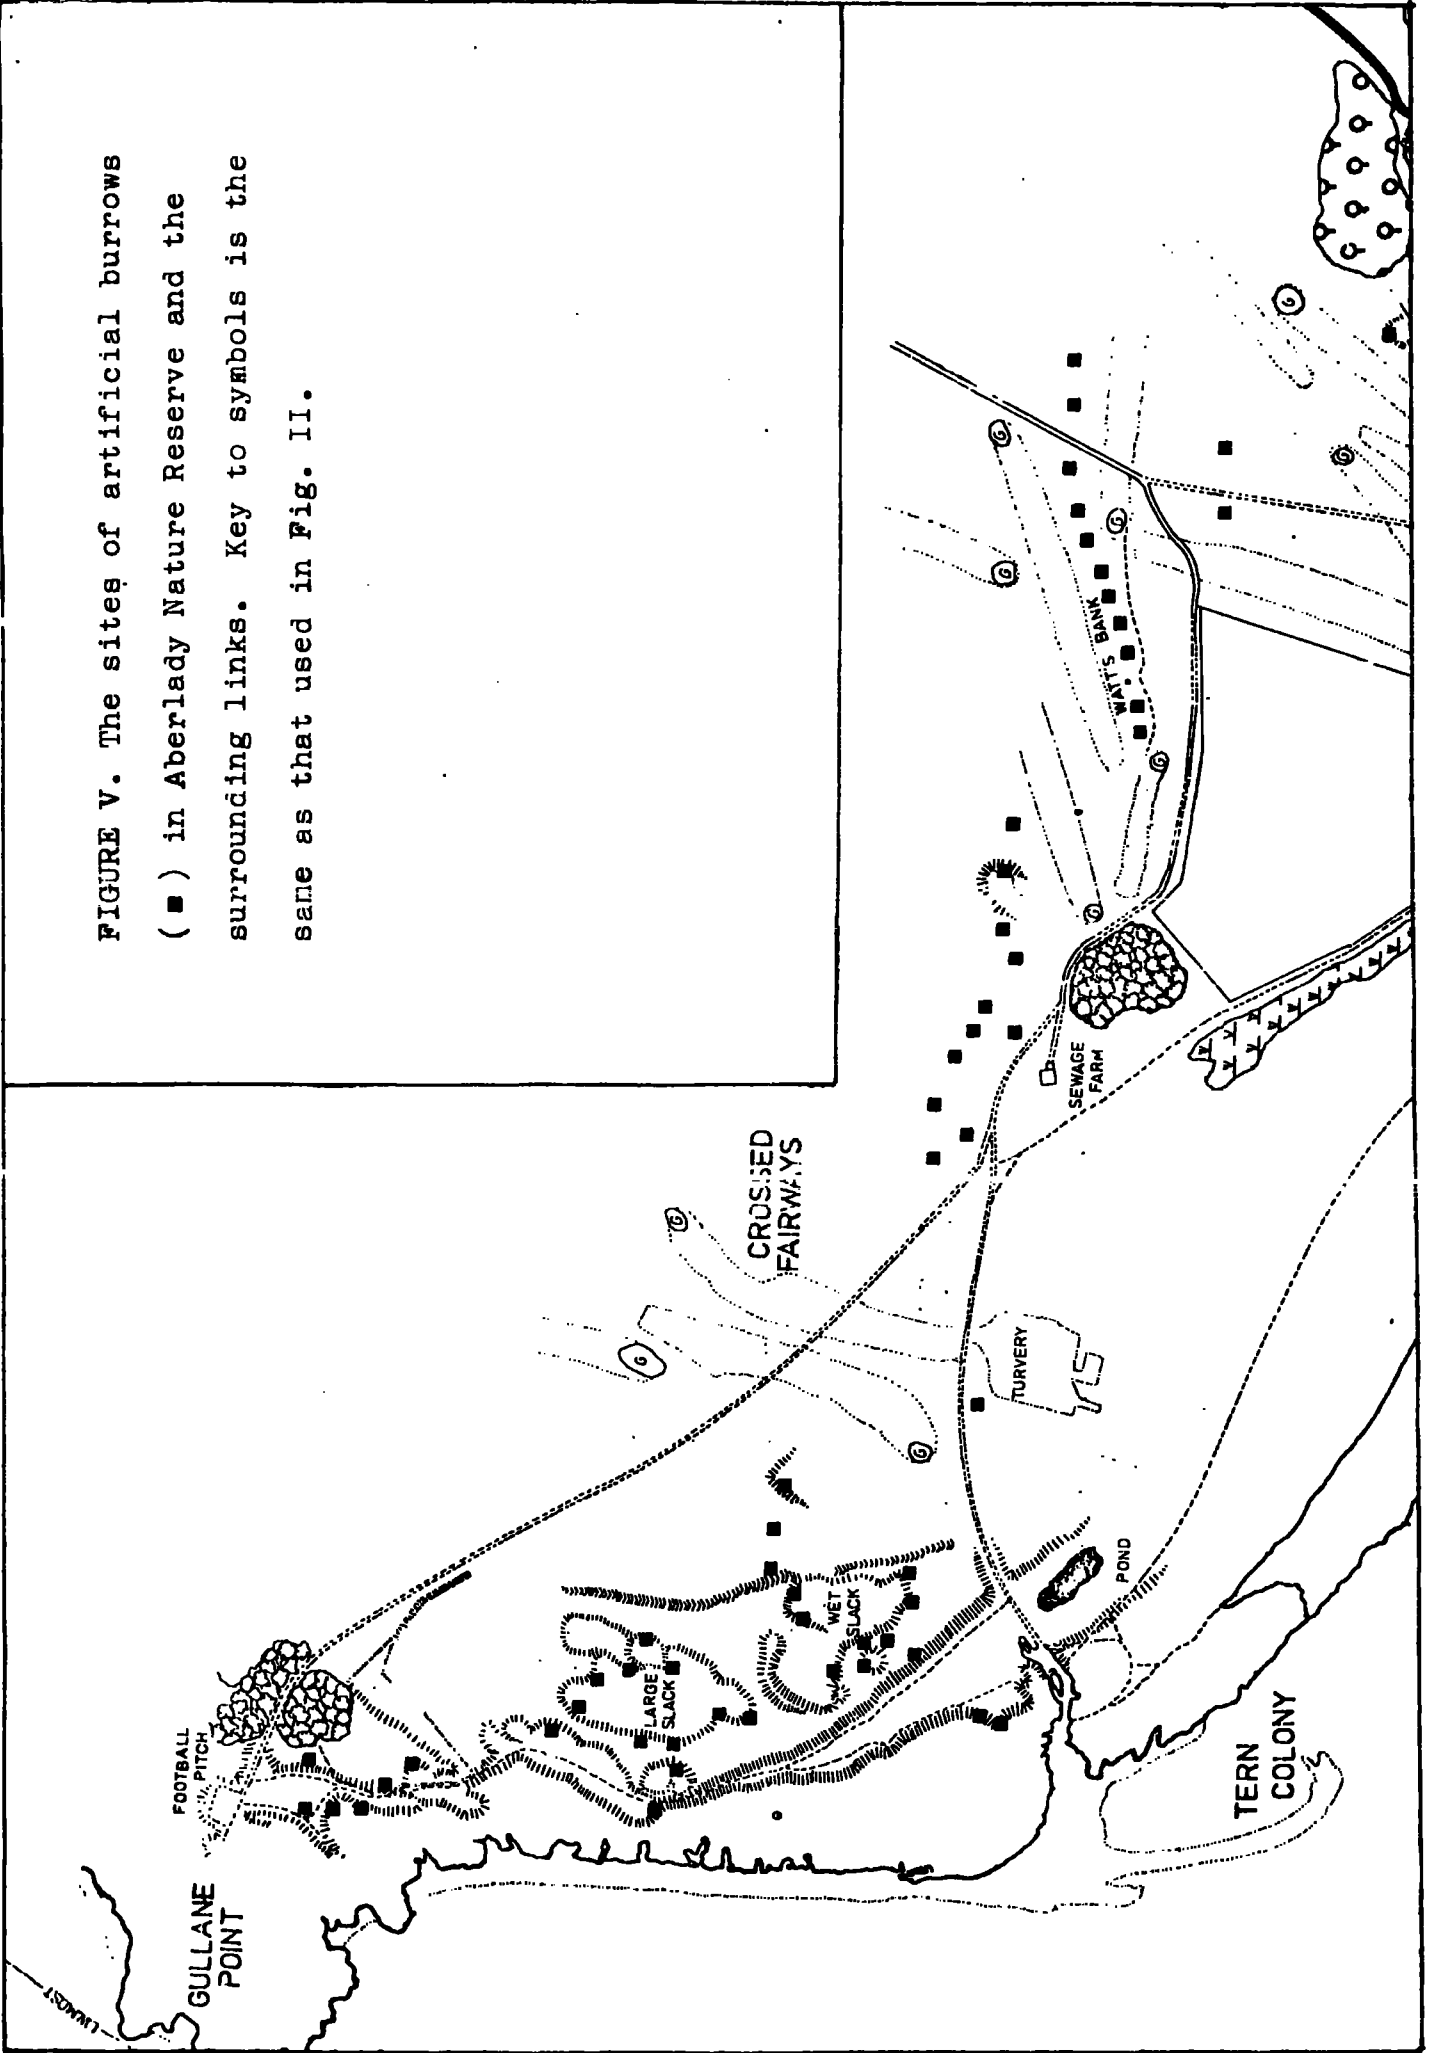 FIGURE V. The sites of artificial burrows
(■) in Aberlady Nature Reserve and the
surrounding links. Key to symbols is the
same as that used in Fig. II.
GULLANE
POINT
FOOTBALL
PITCH
LARGE
SLACK
WET
SLACK
TERN
COLONY
POND
TURVERY
CROSSED
FAIRWAYS
SEWAGE
FARM
WATT'S BANK
G
G
G
G
G
G
G
G
G
G